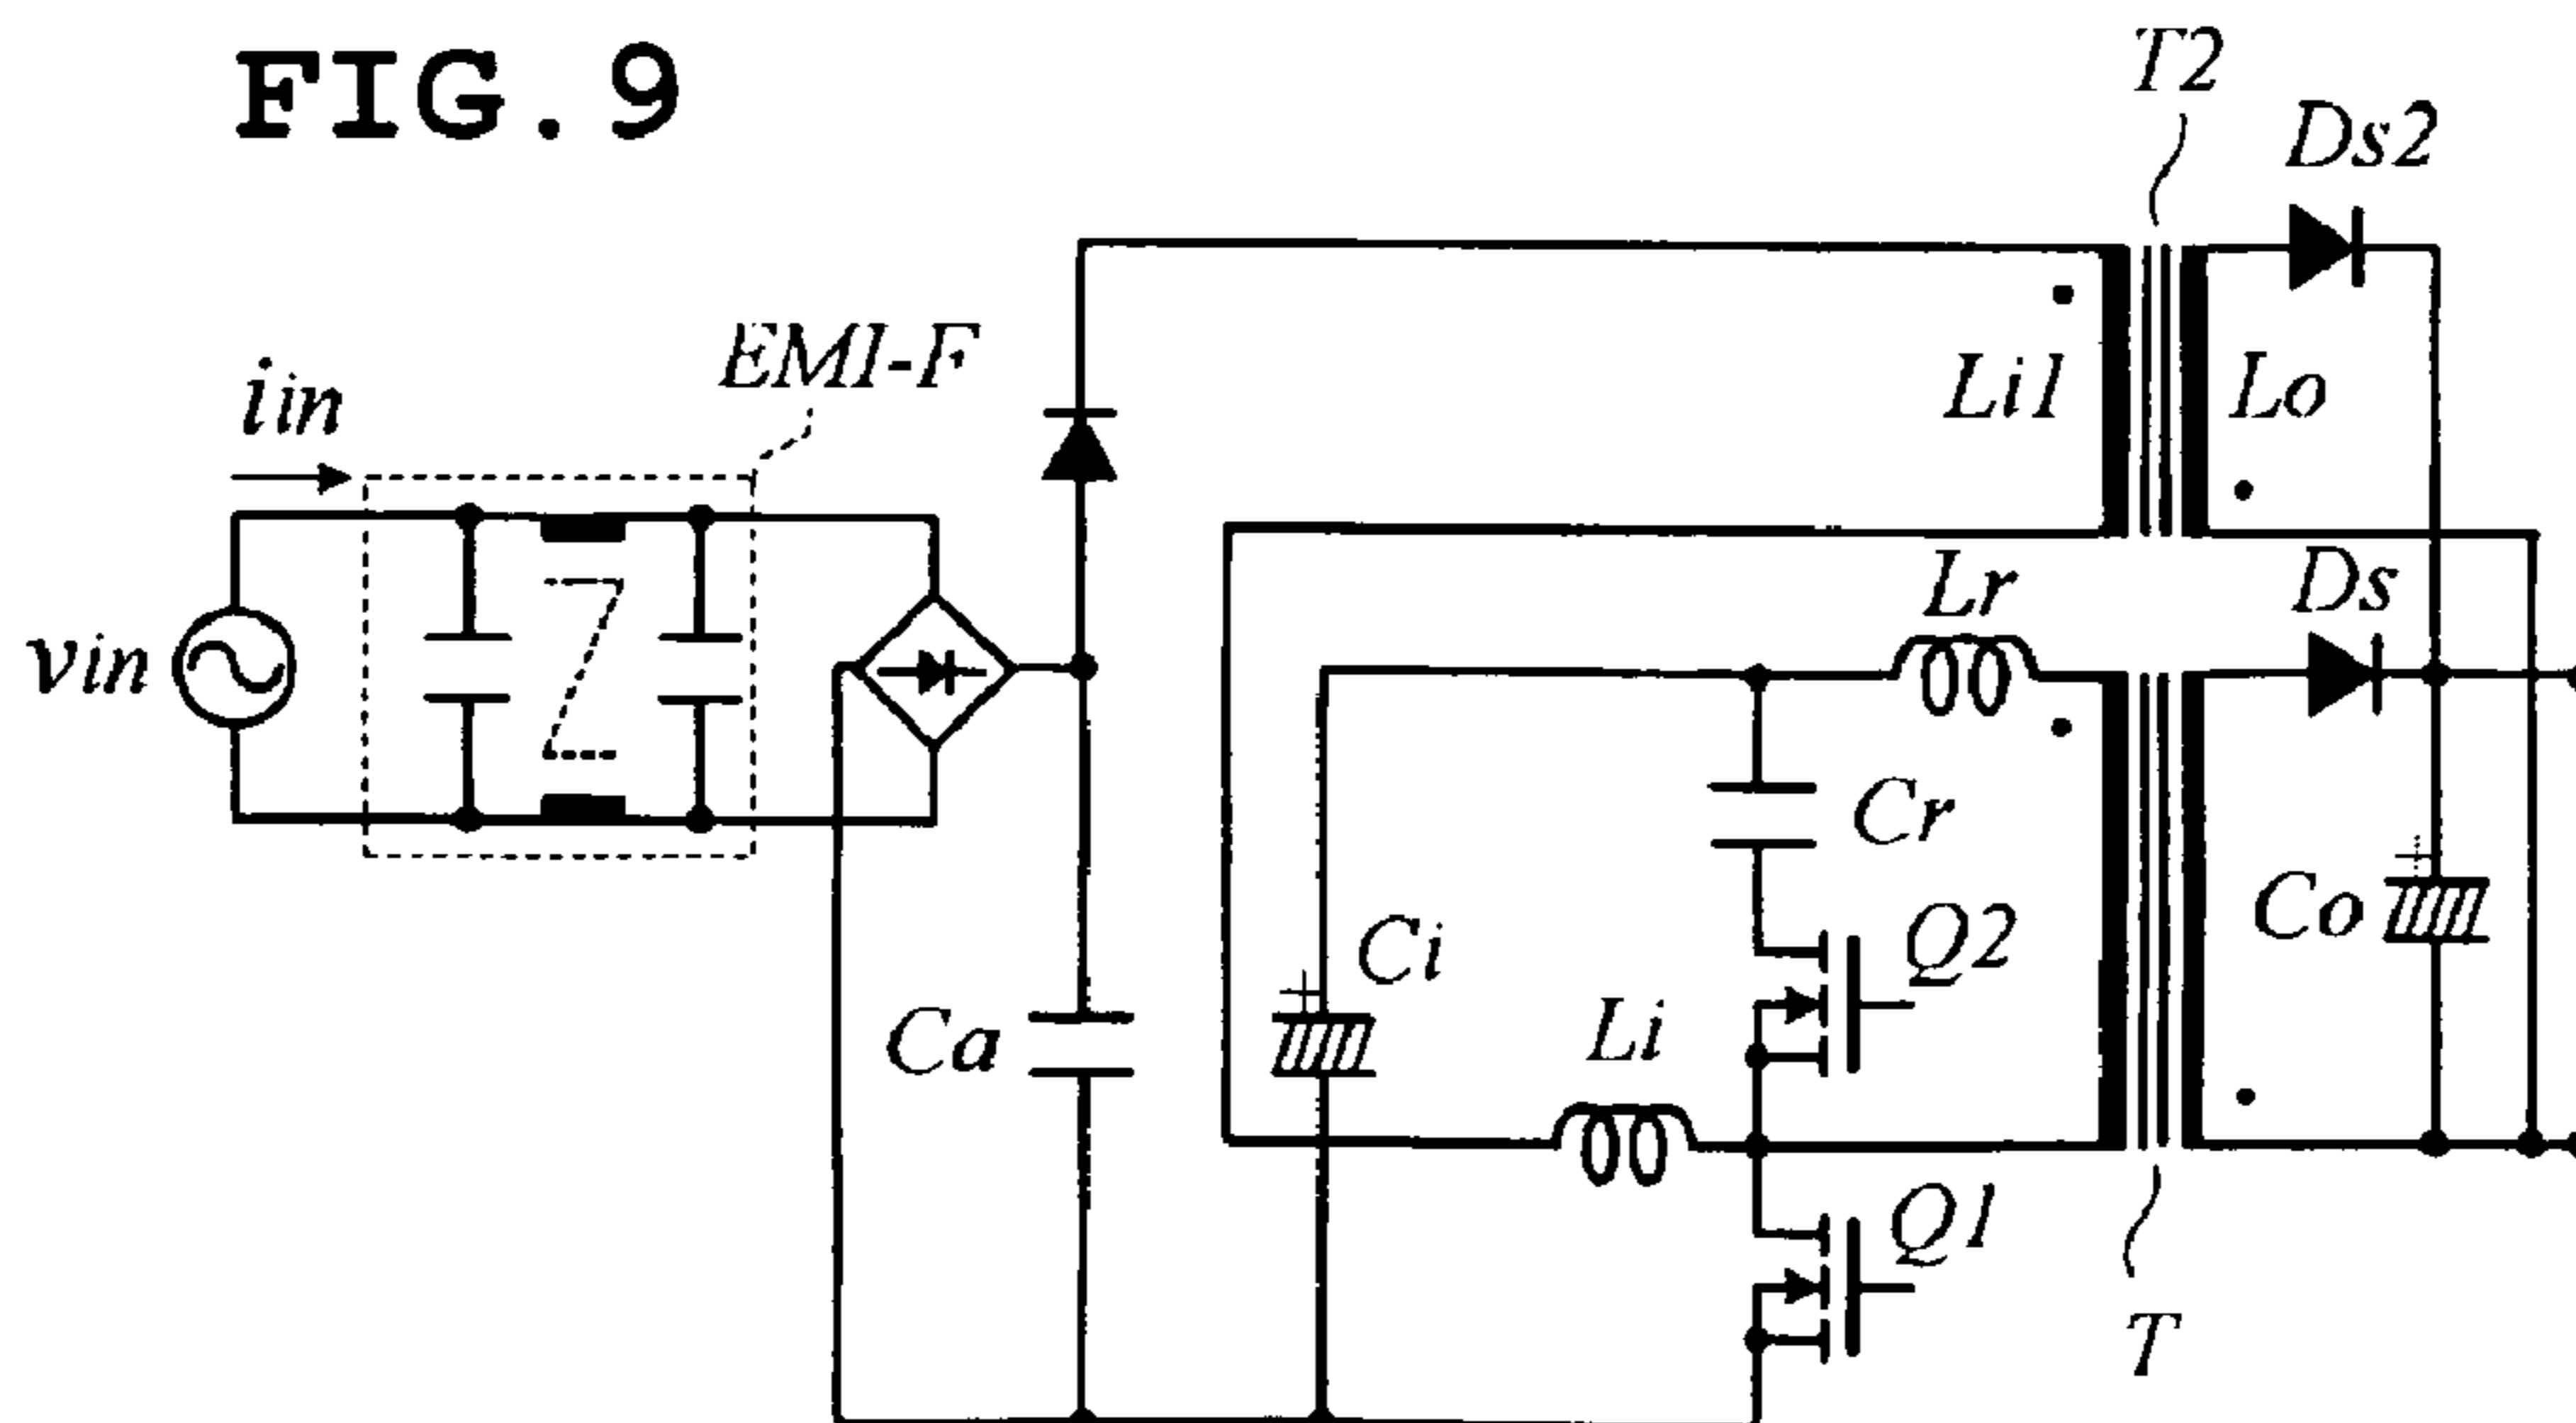 FIG.9
T2
Ds2
EMI-F
iin
Li1
Lo
vin
Lr
Ds
Cr
Co
Q2
Ci
Li
Ca
Q1
T